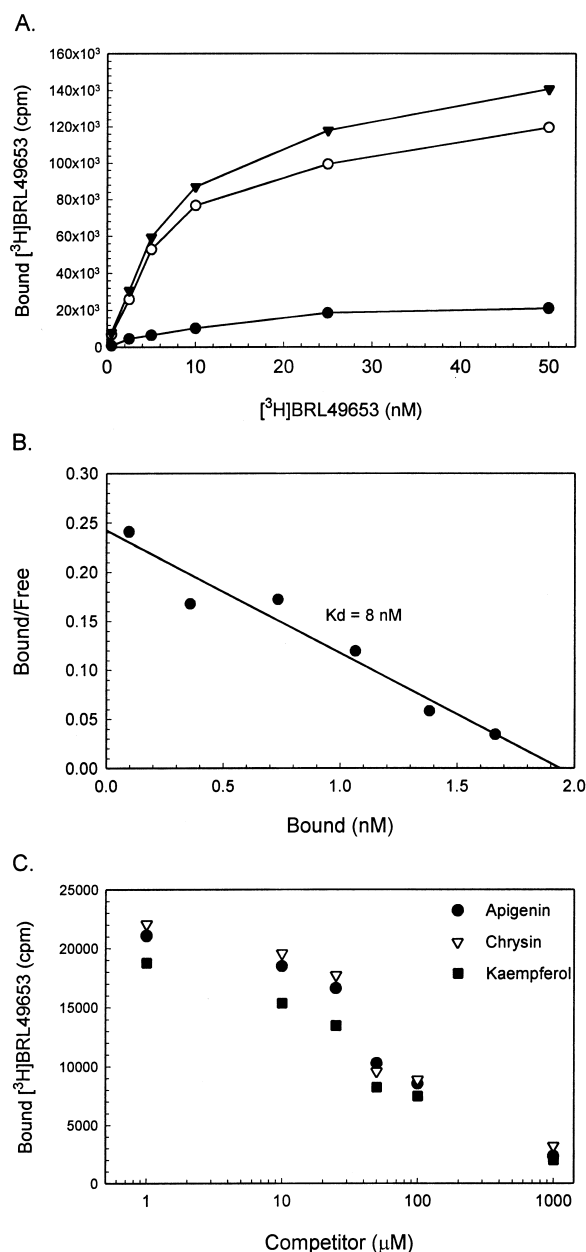 A.
Bound [³H]BRL49653 (cpm)
160x10³
140x10³
120x10³
100x10³
80x10³
60x10³
40x10³
20x10³
0
0 10 20 30 40 50
[³H]BRL49653 (nM)
B.
Bound/Free
0.30
0.25
0.20
0.15
0.10
0.05
0.00
Kd = 8 nM
0.0 0.5 1.0 1.5 2.0
Bound (nM)
C.
Bound [³H]BRL49653 (cpm)
25000
20000
15000
10000
5000
0
Apigenin
Chrysin
Kaempferol
1 10 100 1000
Competitor (μM)